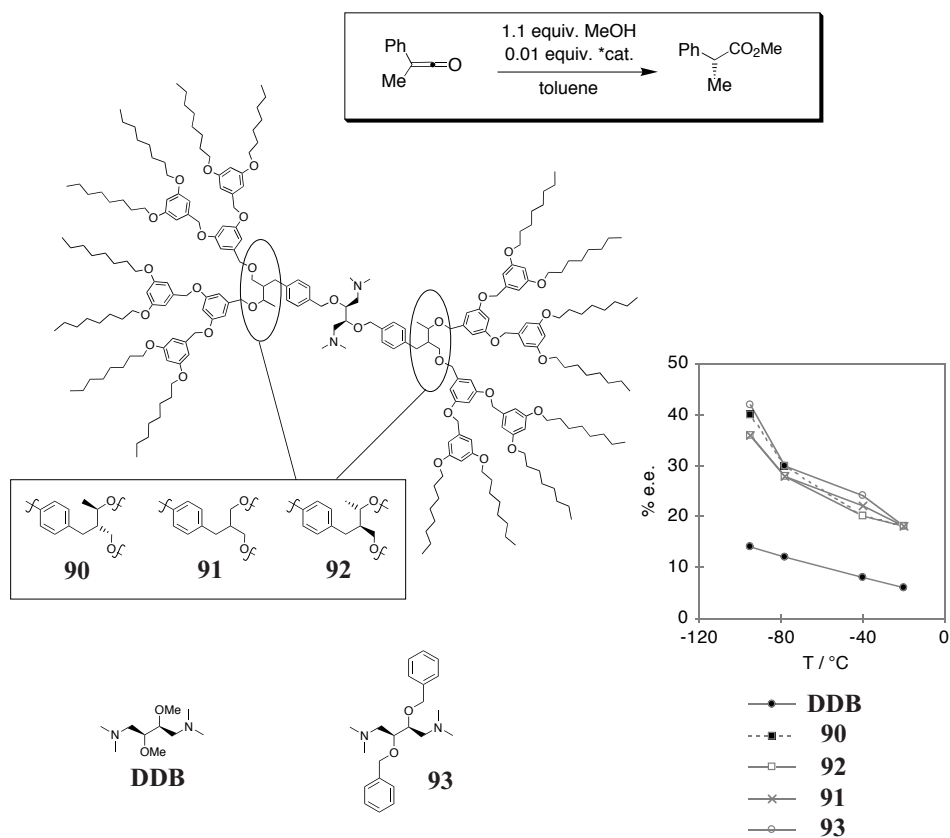 1.1 equiv. MeOH
0.01 equiv. *cat.
toluene
Ph
Me
O
Ph
CO₂Me
Me
O O
O O
O O
O O
O O
O O
O O
O O
O O
O O
O O
O O
O O
O O
N
O
O
N
O O
O O
O O
O O
O O
O O
O O
O O
O O
O O
O O
O O
O O
O O
O
O
90
O
O
91
O
O
92
% e.e.
50
40
30
20
10
0
-120
-80
-40
0
T / °C
DDB
90
92
91
93
N
OMe
OMe
N
DDB
O
N
N
O
93